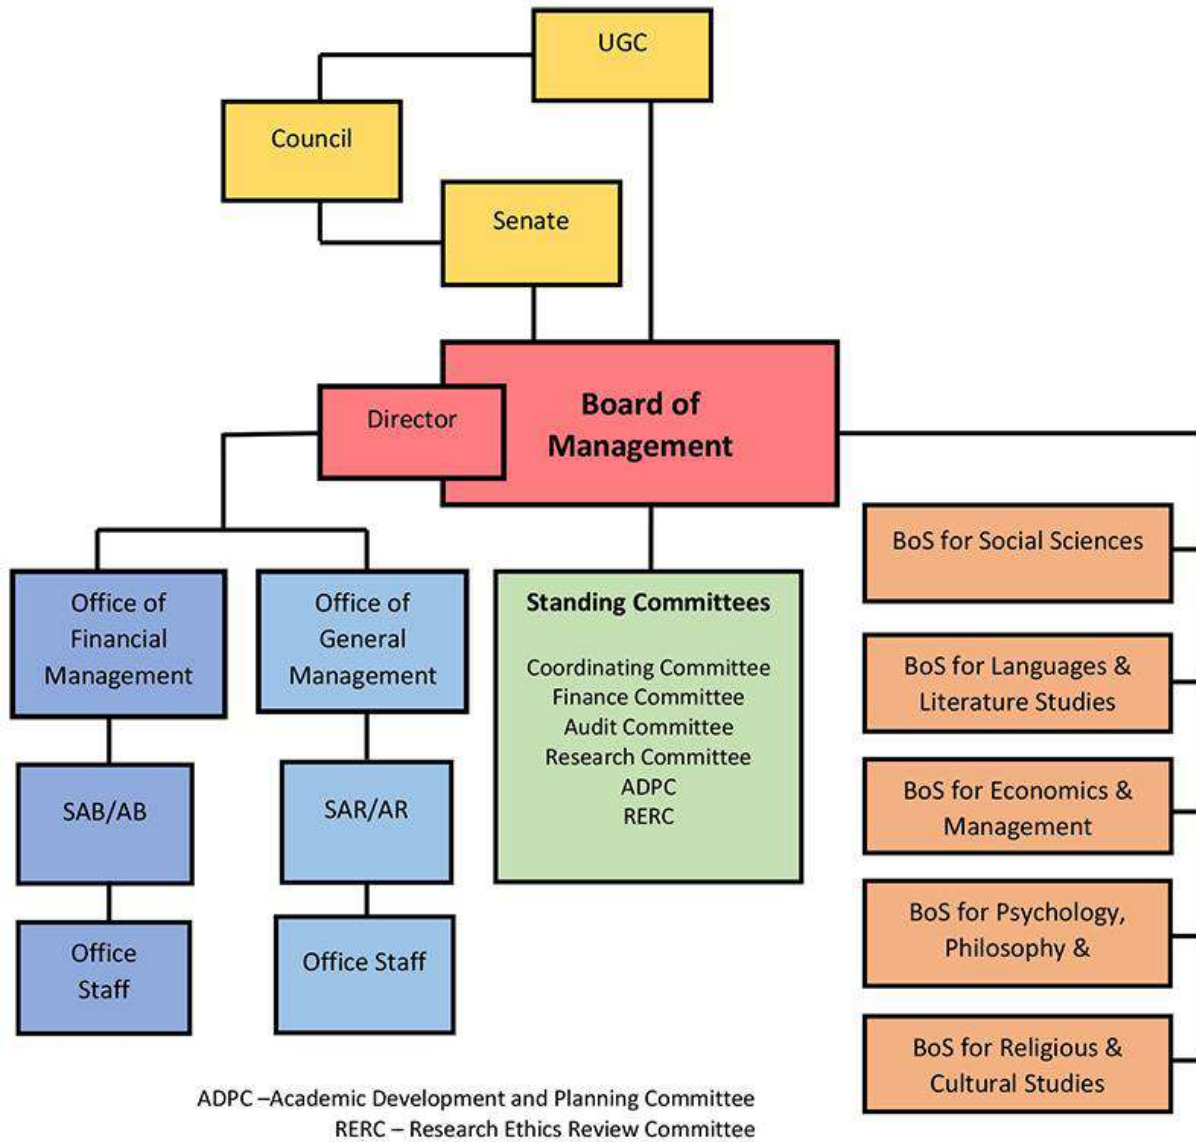 UGC
Council
Senate
Board of
Management
Director
Office of
Financial
Management
Office of
General
Management
SAB/AB
SAR/AR
Office
Staff
Office Staff
Standing Committees
Coordinating Committee
Finance Committee
Audit Committee
Research Committee
ADPC
RERC
BoS for Social Sciences
BoS for Languages &
Literature Studies
BoS for Economics &
Management
BoS for Psychology,
Philosophy &
BoS for Religious &
Cultural Studies
ADPC –Academic Development and Planning Committee
RERC – Research Ethics Review Committee